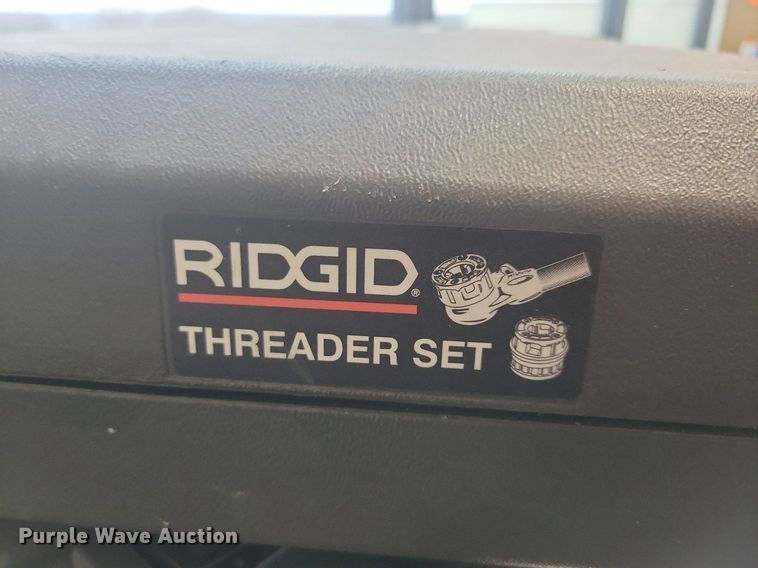 RIDGID®
THREADER SET
Purple Wave Auction